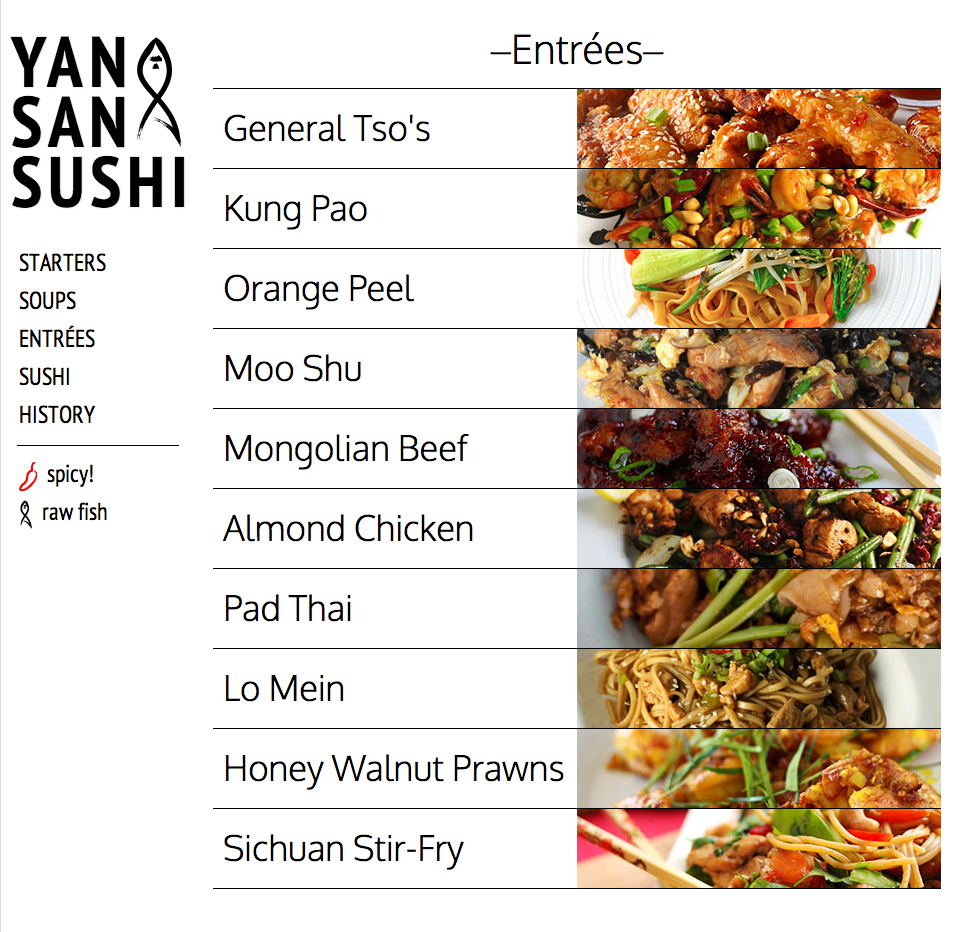 YAN
SAN
SUSHI
STARTERS
SOUPS
ENTRÉES
SUSHI
HISTORY
spicy!
raw fish
–Entrées–
General Tso's
Kung Pao
Orange Peel
Moo Shu
Mongolian Beef
Almond Chicken
Pad Thai
Lo Mein
Honey Walnut Prawns
Sichuan Stir-Fry